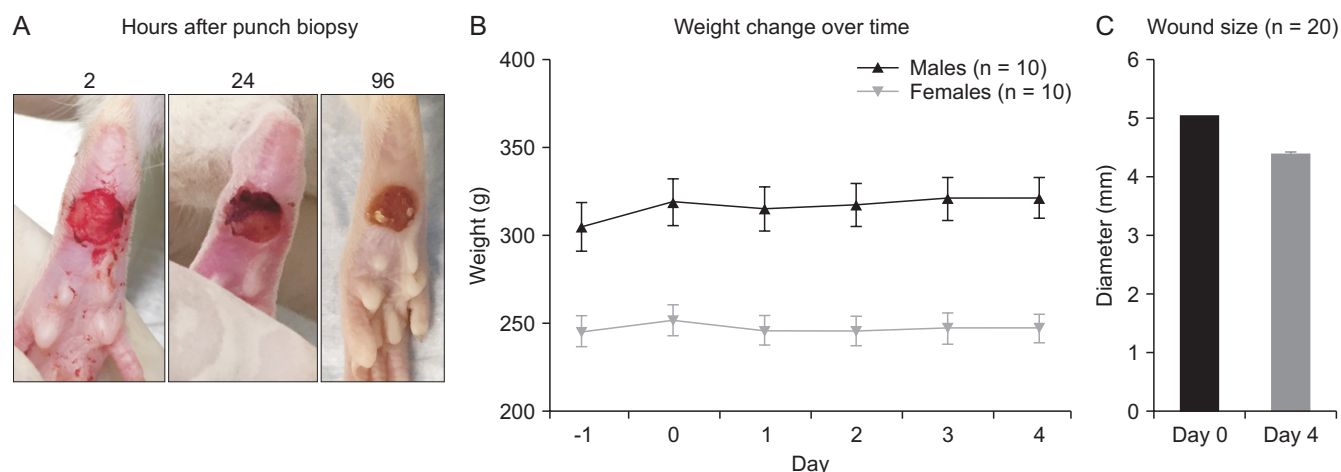 A
Hours after punch biopsy
2 24 96
B
Weight change over time
Males (n = 10)
Females (n = 10)
Weight (g)
400
350
300
250
200
-1 0 1 2 3 4
Day
C
Wound size (n = 20)
Diameter (mm)
6
5
4
3
2
1
0
Day 0 Day 4